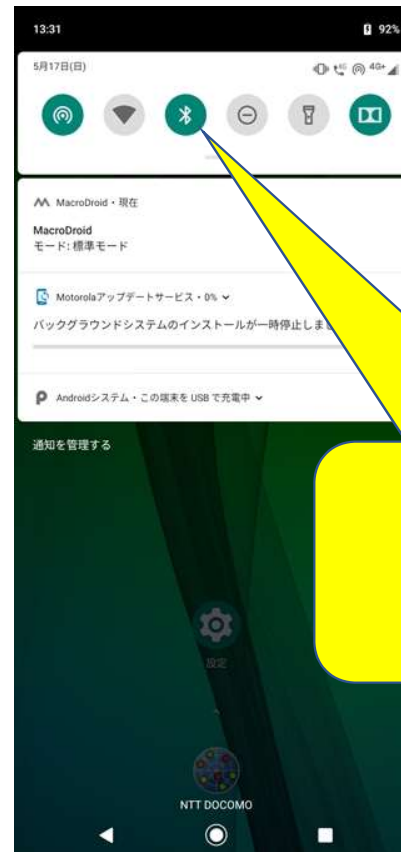 13:31
92%
5月17日(日)
4G
4G+
MacroDroid・現在
MacroDroid
モード: 標準モード
Motorolaアップデートサービス・0%
バックグラウンドシステムのインストールが一時停止しまし
Androidシステム・この端末を USB で充電中
通知を管理する
設定
NTT DOCOMO